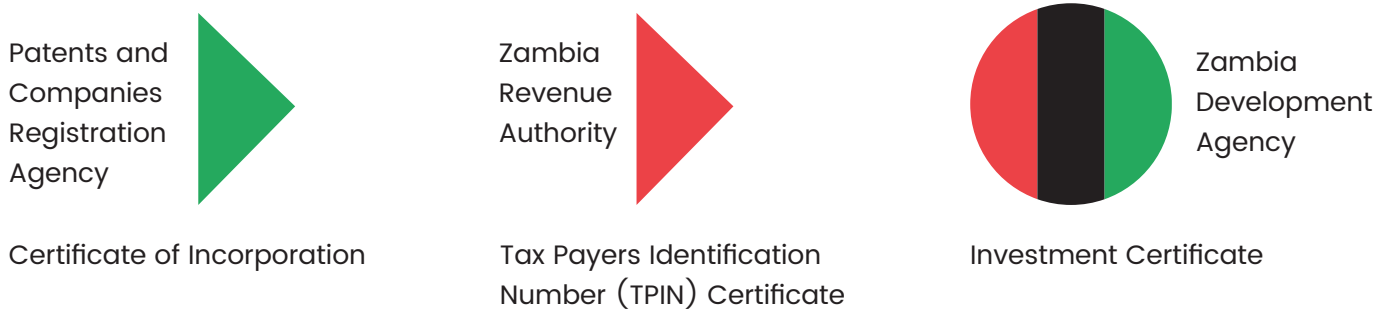 Patents and
Companies
Registration
Agency
Certificate of Incorporation
Zambia
Revenue
Authority
Tax Payers Identification
Number (TPIN) Certificate
Zambia
Development
Agency
Investment Certificate